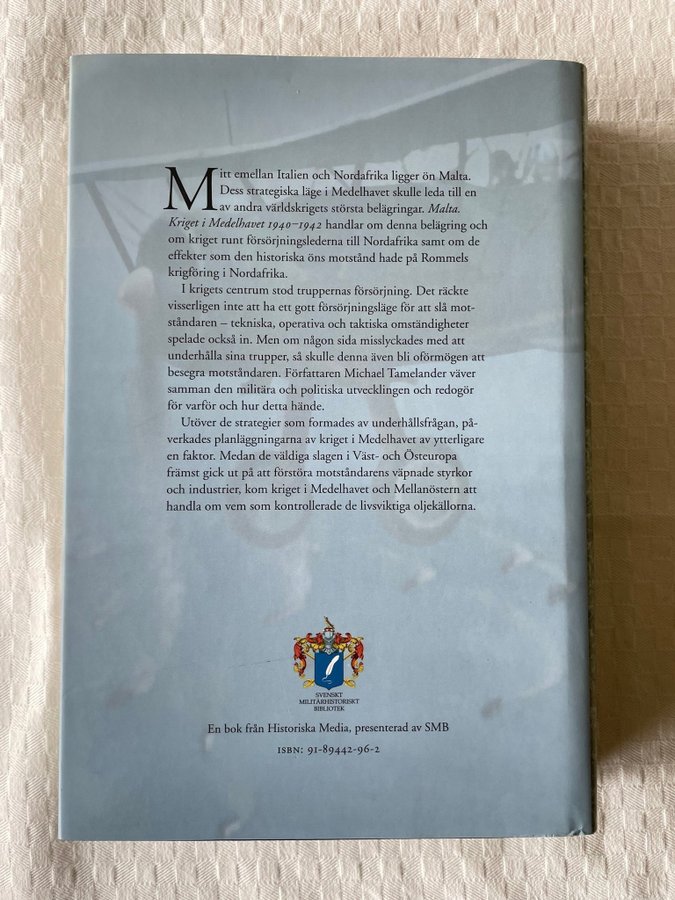 Mitt emellan Italien och Nordafrika ligger ön Malta.
Dess strategiska läge i Medelhavet skulle leda till en
av andra världskrigets största belägringar. Malta.
Kriget i Medelhavet 1940–1942 handlar om denna belägring och
om kriget runt försörjningslederna till Nordafrika samt om de
effekter som den historiska öns motstånd hade på Rommels
krigföring i Nordafrika.
I krigets centrum stod truppernas försörjning. Det räckte
visserligen inte att ha ett gott försörjningsläge för att slå mot-
ståndaren – tekniska, operativa och taktiska omständigheter
spelade också in. Men om någon sida misslyckades med att
underhålla sina trupper, så skulle denna även bli oförmögen att
besegra motståndaren. Författaren Michael Tamelander väver
samman den militära och politiska utvecklingen och redogör
för varför och hur detta hände.
Utöver de strategier som formades av underhållsfrågan, på-
verkades planläggningarna av kriget i Medelhavet av ytterligare
en faktor. Medan de väldiga slagen i Väst- och Östeuropa
främst gick ut på att förstöra motståndarens väpnade styrkor
och industrier, kom kriget i Medelhavet och Mellanöstern att
handla om vem som kontrollerade de livsviktiga oljekällorna.
SVENSKT
MILITÄRHISTORISKT
BIBLIOTEK
En bok från Historiska Media, presenterad av SMB
ISBN: 91-89442-96-2